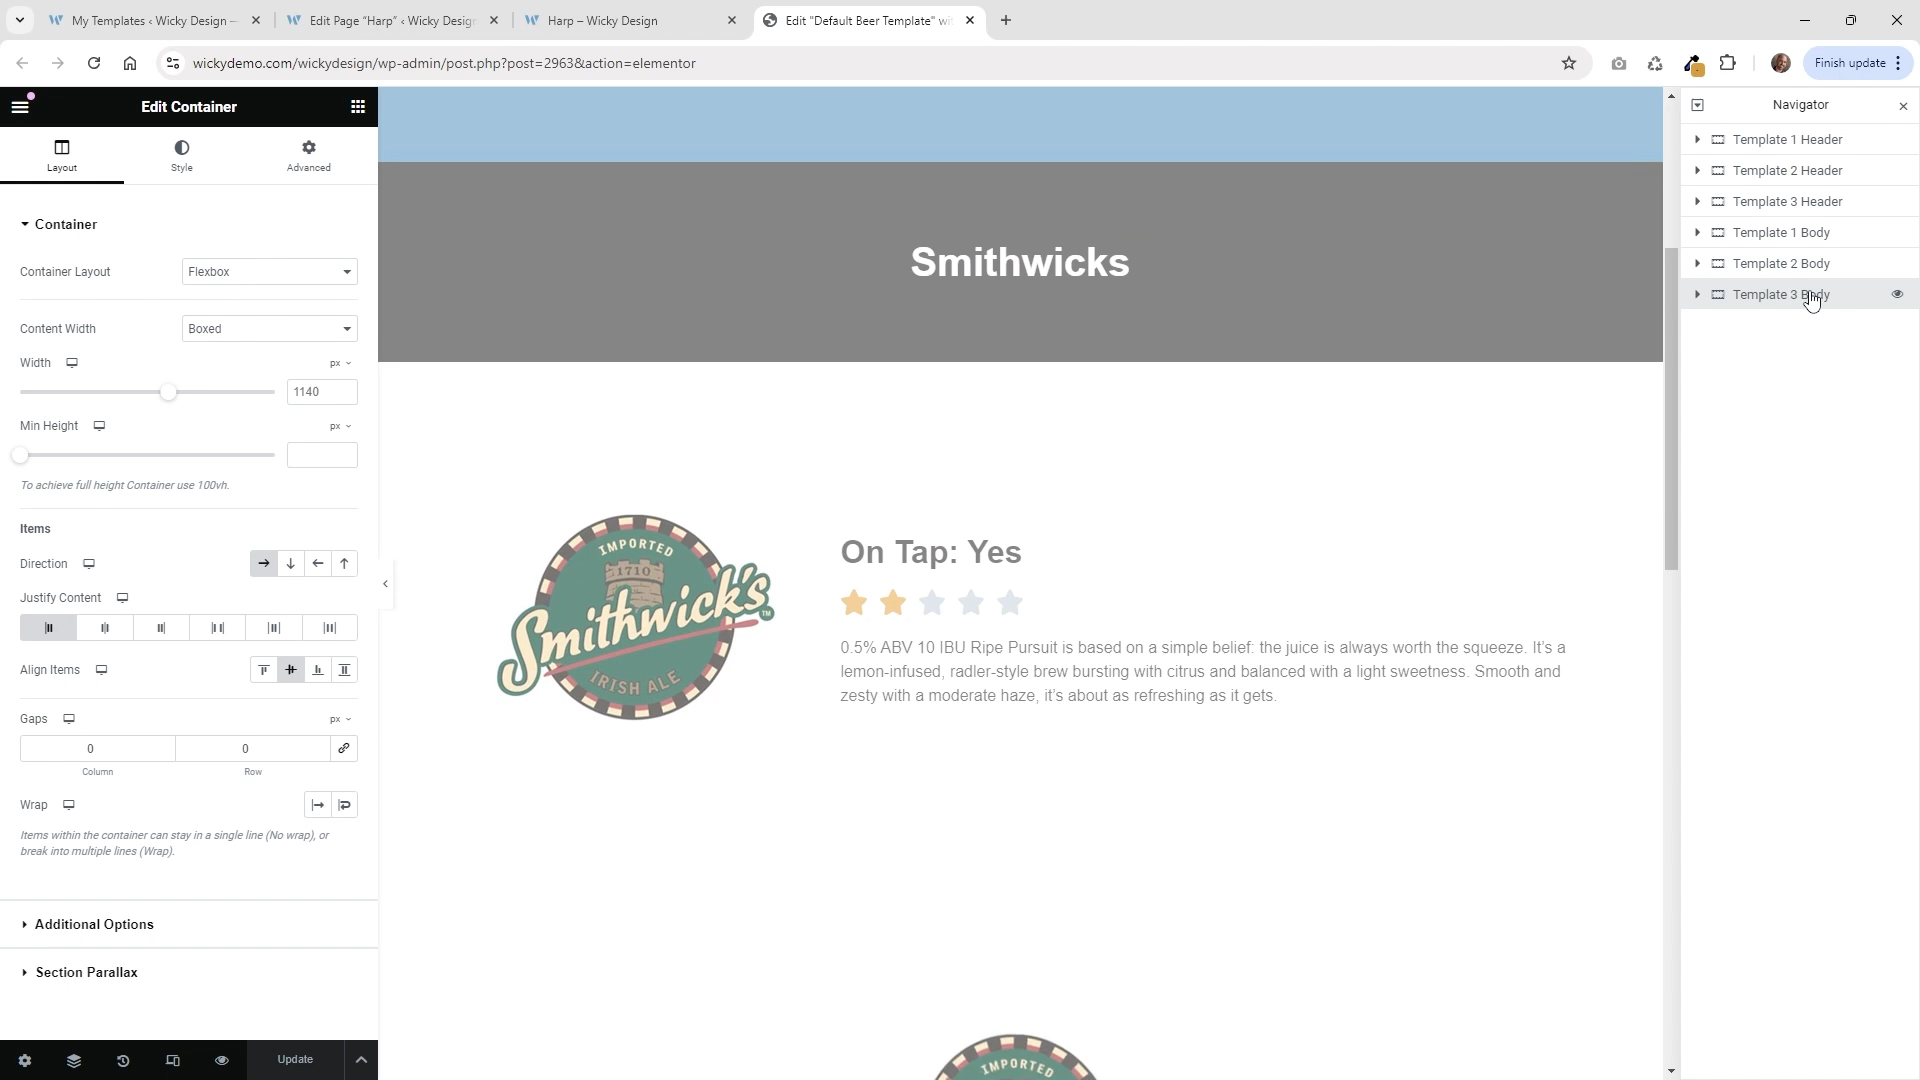 My Templates ‹ Wicky Design —
Edit Page “Harp” ‹ Wicky Design
Harp – Wicky Design
Edit "Default Beer Template" wi
wickydemo.com/wickydesign/wp-admin/post.php?post=2963&action=elementor
Finish update
Edit Container
Layout
Style
Advanced
Container
Container Layout
Flexbox
Content Width
Boxed
Width
px
1140
Min Height
px
To achieve full height Container use 100vh.
Items
Direction
Justify Content
Align Items
Gaps
px
0
0
Column
Row
Wrap
Items within the container can stay in a single line (No wrap), or
break into multiple lines (Wrap).
Additional Options
Section Parallax
Update
Smithwicks
IMPORTED
1710
Smithwick's
TM
IRISH ALE
On Tap: Yes
0.5% ABV 10 IBU Ripe Pursuit is based on a simple belief: the juice is always worth the squeeze. It’s a
lemon-infused, radler-style brew bursting with citrus and balanced with a light sweetness. Smooth and
zesty with a moderate haze, it’s about as refreshing as it gets.
IMPORTED
Navigator
Template 1 Header
Template 2 Header
Template 3 Header
Template 1 Body
Template 2 Body
Template 3 Body